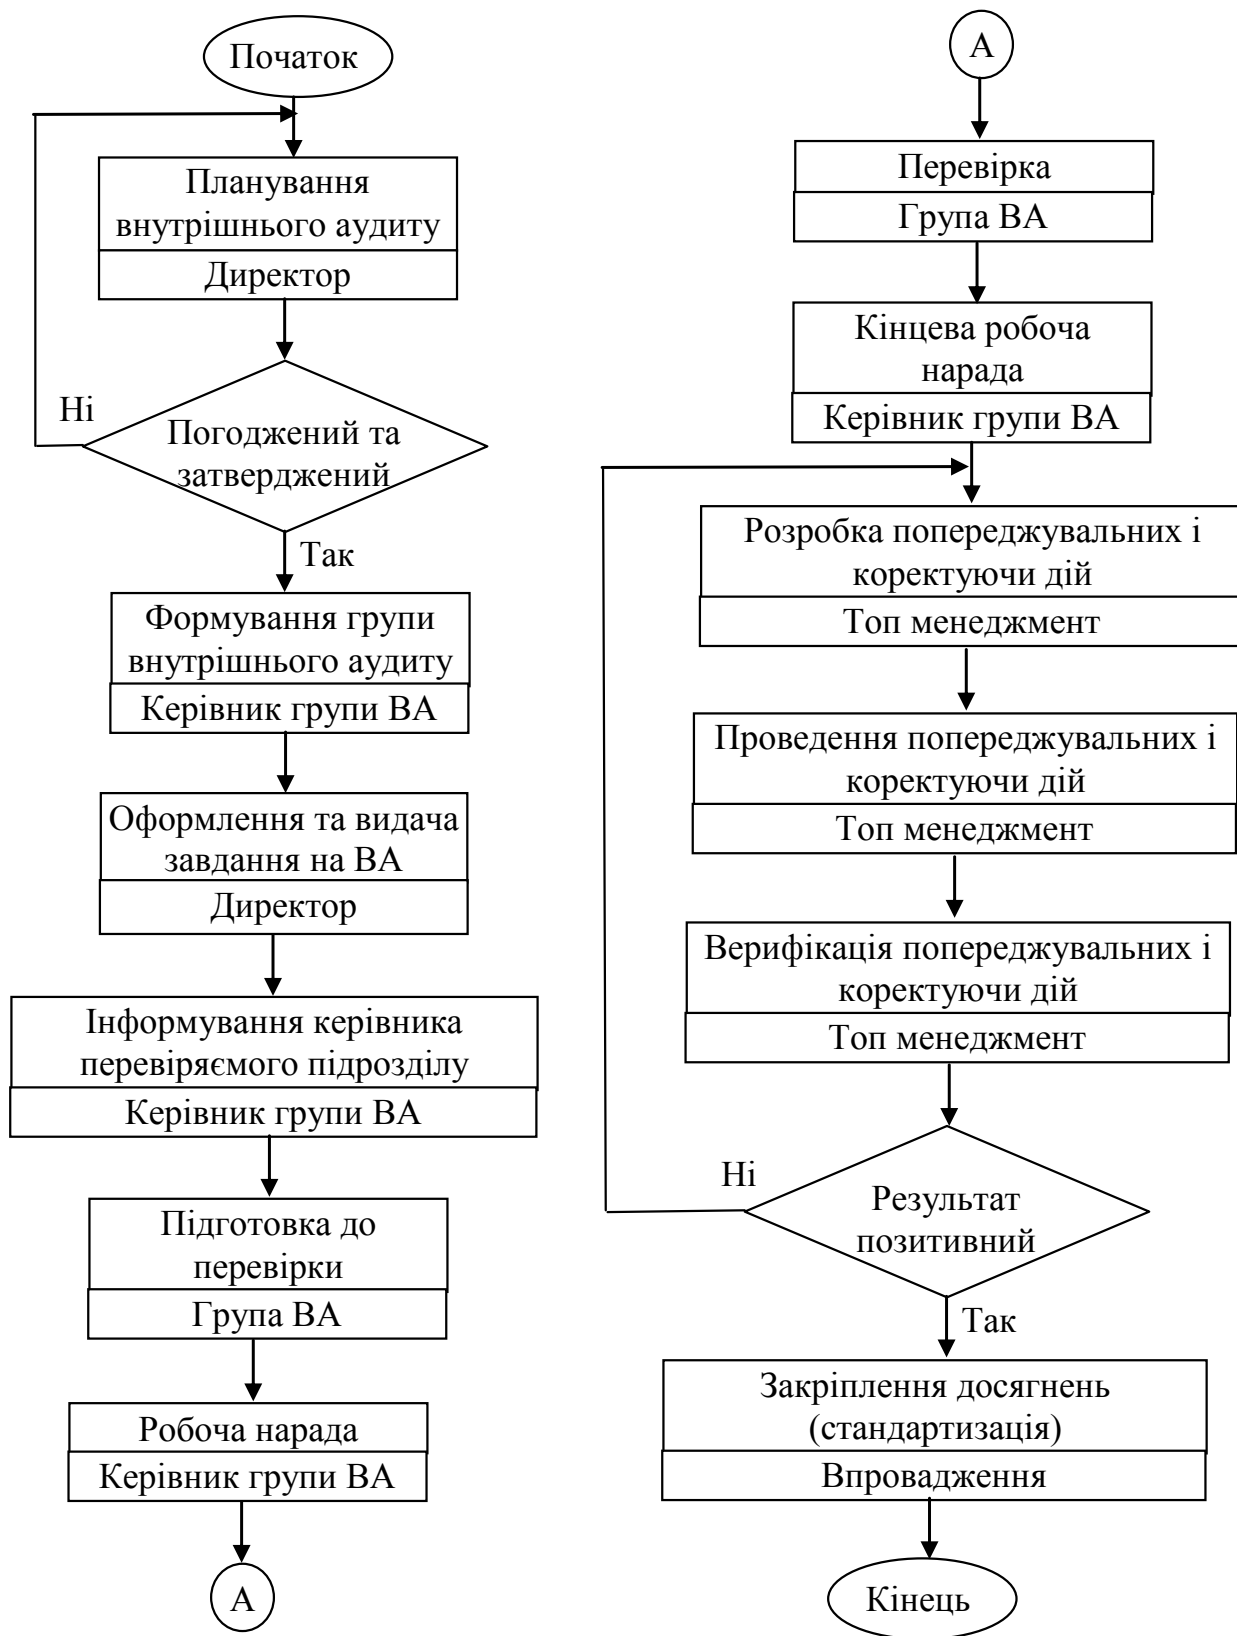 Початок
Планування
внутрішнього аудиту
Директор
Ні
Погоджений та
затверджений
Так
Формування групи
внутрішнього аудиту
Керівник групи ВА
Оформлення та видача
завдання на ВА
Директор
Інформування керівника
перевіряємого підрозділу
Керівник групи ВА
Підготовка до
перевірки
Група ВА
Робоча нарада
Керівник групи ВА
А
А
Перевірка
Група ВА
Кінцева робоча
нарада
Керівник групи ВА
Розробка попереджувальних і
коректуючи дій
Топ менеджмент
Проведення попереджувальних і
коректуючи дій
Топ менеджмент
Верифікація попереджувальних і
коректуючи дій
Топ менеджмент
Ні
Результат
позитивний
Так
Закріплення досягнень
(стандартизація)
Впровадження
Кінець